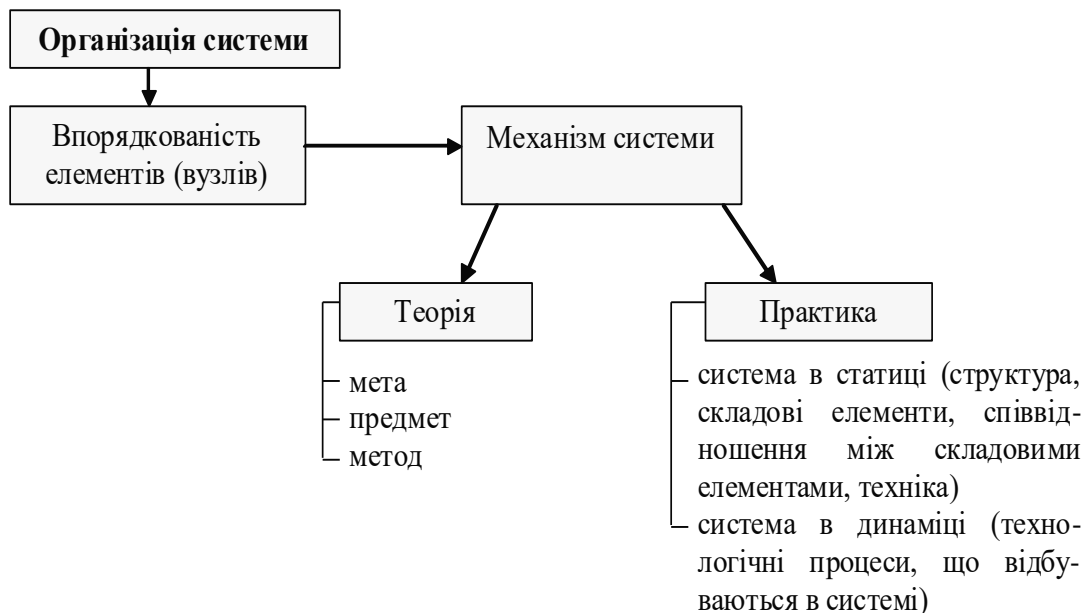 Організація системи
Впорядкованість
елементів (вузлів)
Механізм системи
Теорія
мета
предмет
метод
Практика
система в статиці (структура,
складові елементи, співвід-
ношення між складовими
елементами, техніка)
система в динаміці (техно-
логічні процеси, що відбу-
ваються в системі)